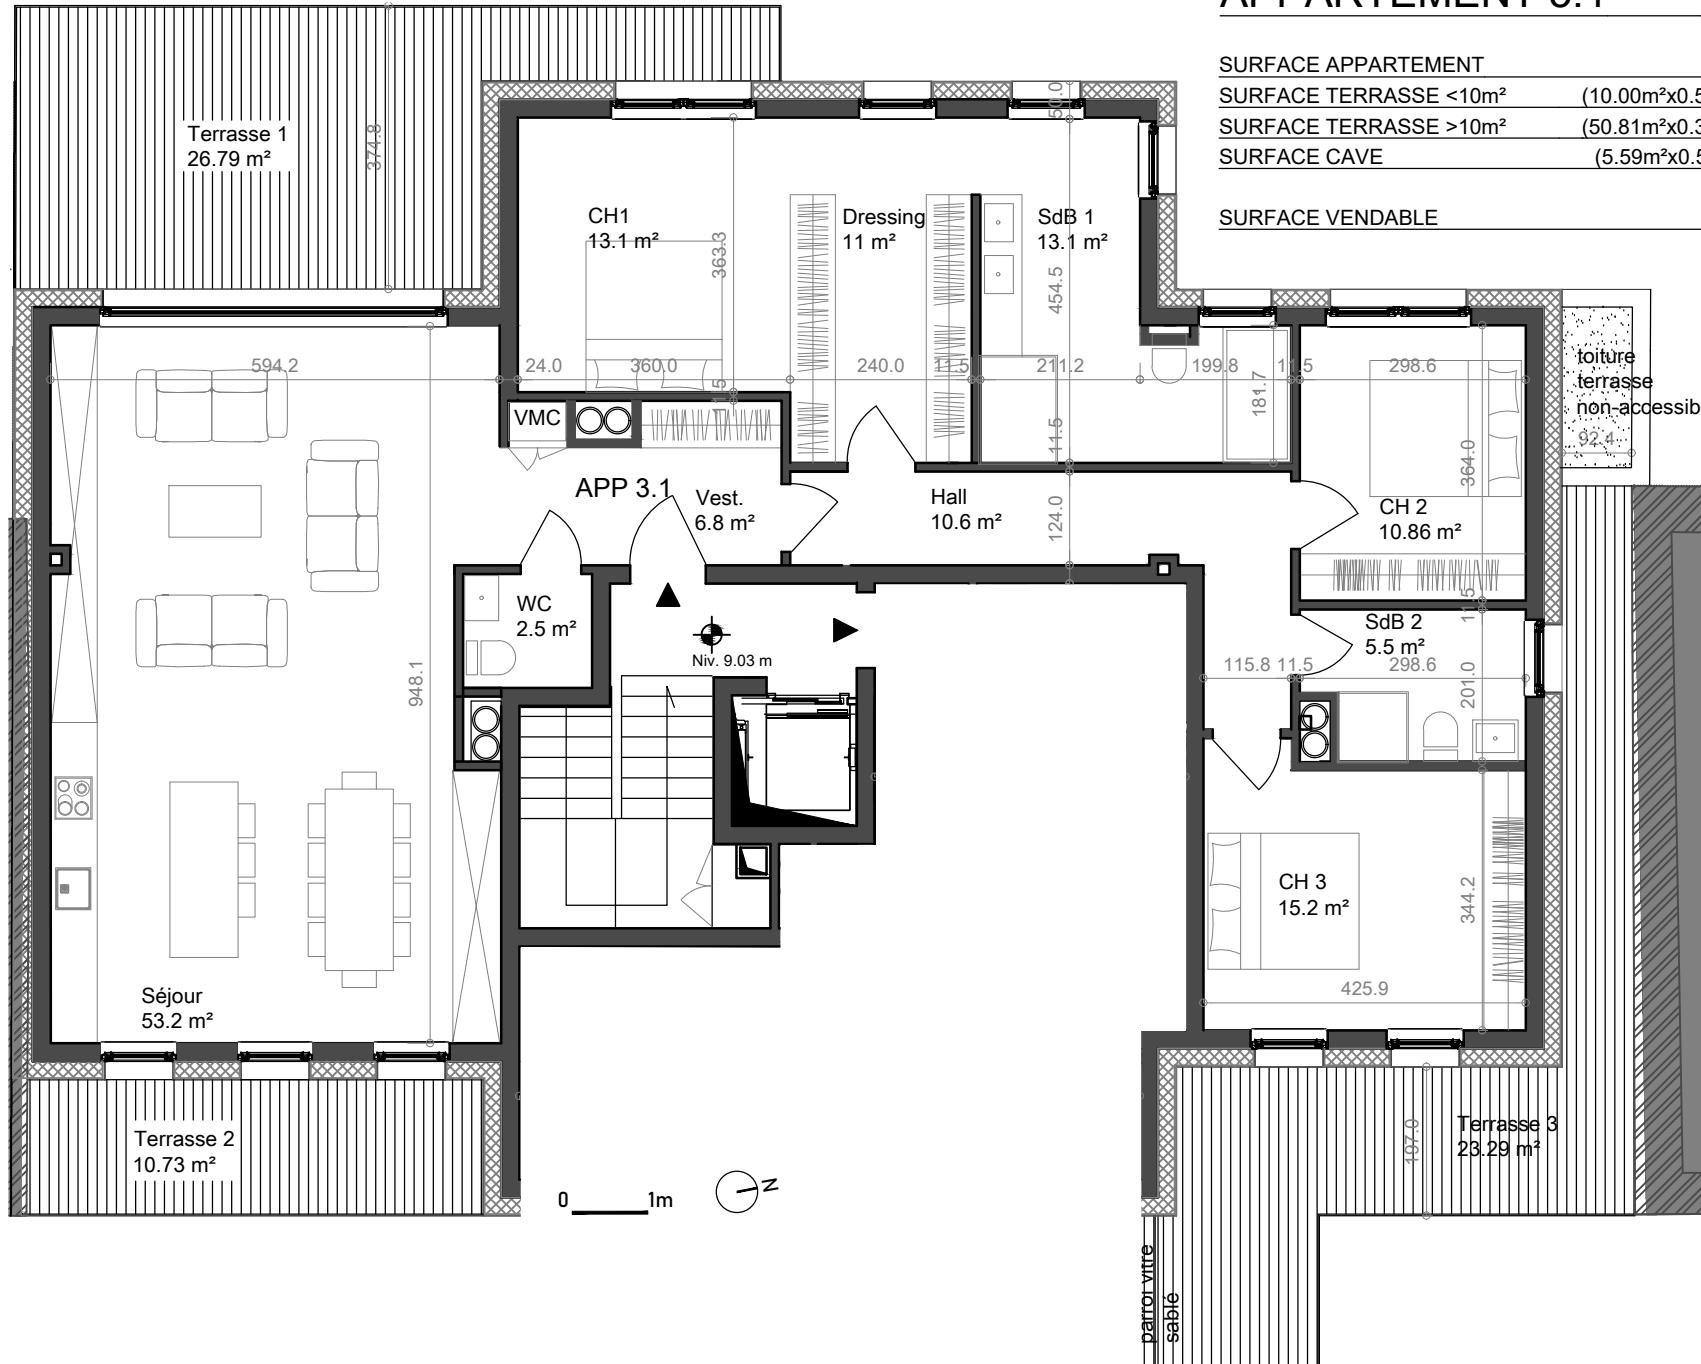 APPARTEMENT 3.1
SURFACE APPARTEMENT
SURFACE TERRASSE <10m² (10.00m²x0.5
SURFACE TERRASSE >10m² (50.81m²x0.3
SURFACE CAVE (5.59m²x0.5
SURFACE VENDABLE
Terrasse 1
26.79 m²
374.8
50.0
CH1
13.1 m²
363.3
Dressing
11 m²
SdB 1
13.1 m²
454.5
594.2
24.0
360.0
240.0
11.5
211.2
199.8
11.5
298.6
181.7
11.5
11.5
toiture
terrasse
non-accessib
92.4
VMC
APP 3.1
Vest.
6.8 m²
Hall
10.6 m²
124.0
364.0
CH 2
10.86 m²
WC
2.5 m²
Niv. 9.03 m
11.5
SdB 2
5.5 m²
115.8
11.5
298.6
201.0
948.1
CH 3
15.2 m²
344.2
425.9
Séjour
53.2 m²
Terrasse 2
10.73 m²
Terrasse 3
23.29 m²
197.0
0
1m
N
parroi vitre
sablé